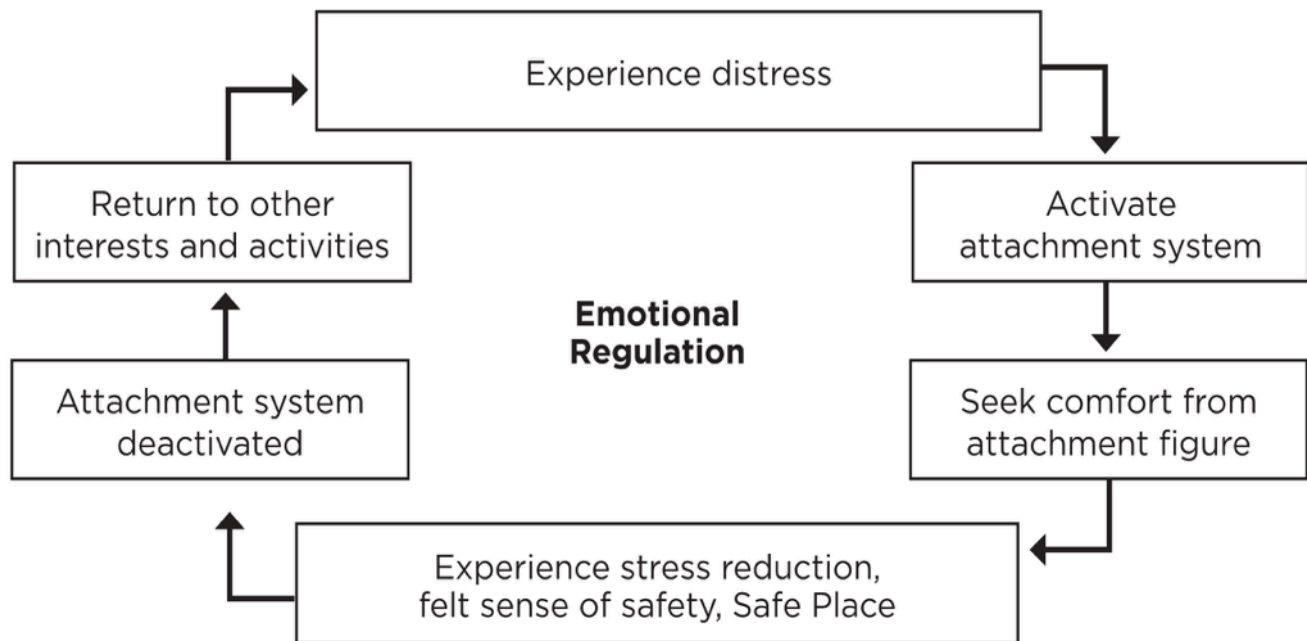 Experience distress
Activate
attachment system
Seek comfort from
attachment figure
Experience stress reduction,
felt sense of safety, Safe Place
Attachment system
deactivated
Return to other
interests and activities
Emotional
Regulation